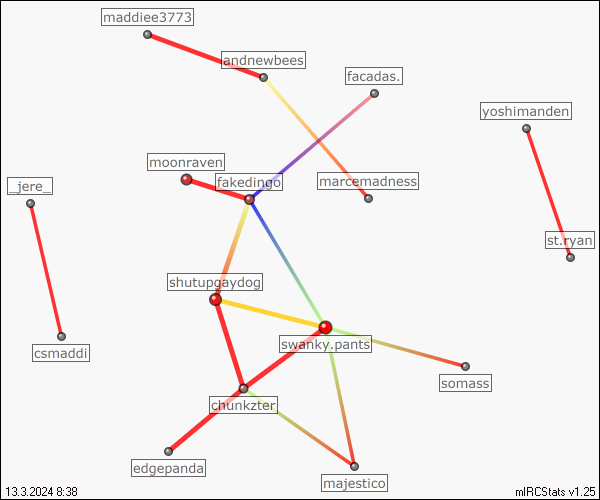 maddiee3773
andnewbees
facadas.
yoshimanden
moonraven
fakedingo
marcemadness
_jere_
st.ryan
shutupgaydog
swanky.pants
csmaddi
somass
chunkzter
edgepanda
majestico
13.3.2024 8:38
mIRCStats v1.25